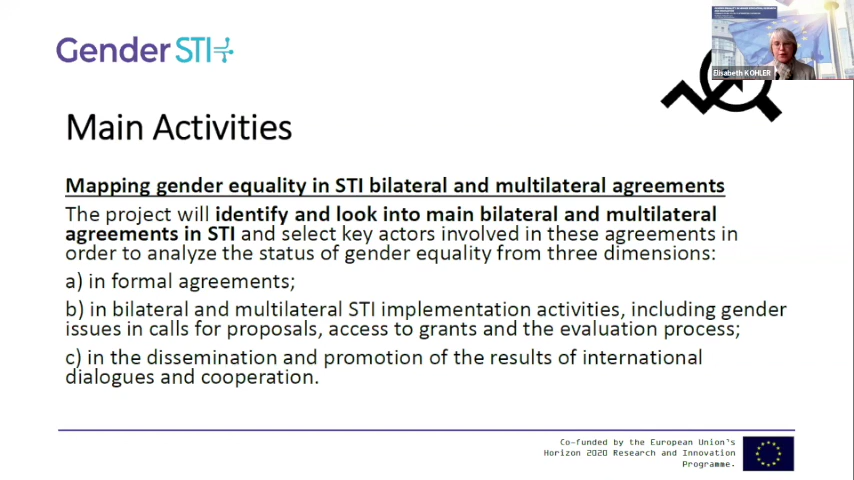 Gender STI
Elisabeth KOHLER
Main Activities
Mapping gender equality in STI bilateral and multilateral agreements
The project will identify and look into main bilateral and multilateral
agreements in STI and select key actors involved in these agreements in
order to analyze the status of gender equality from three dimensions:
a) in formal agreements;
b) in bilateral and multilateral STI implementation activities, including gender
issues in calls for proposals, access to grants and the evaluation process;
c) in the dissemination and promotion of the results of international
dialogues and cooperation.
Co-funded by the European Union's
Horizon 2020 Research and Innovation
Programme.